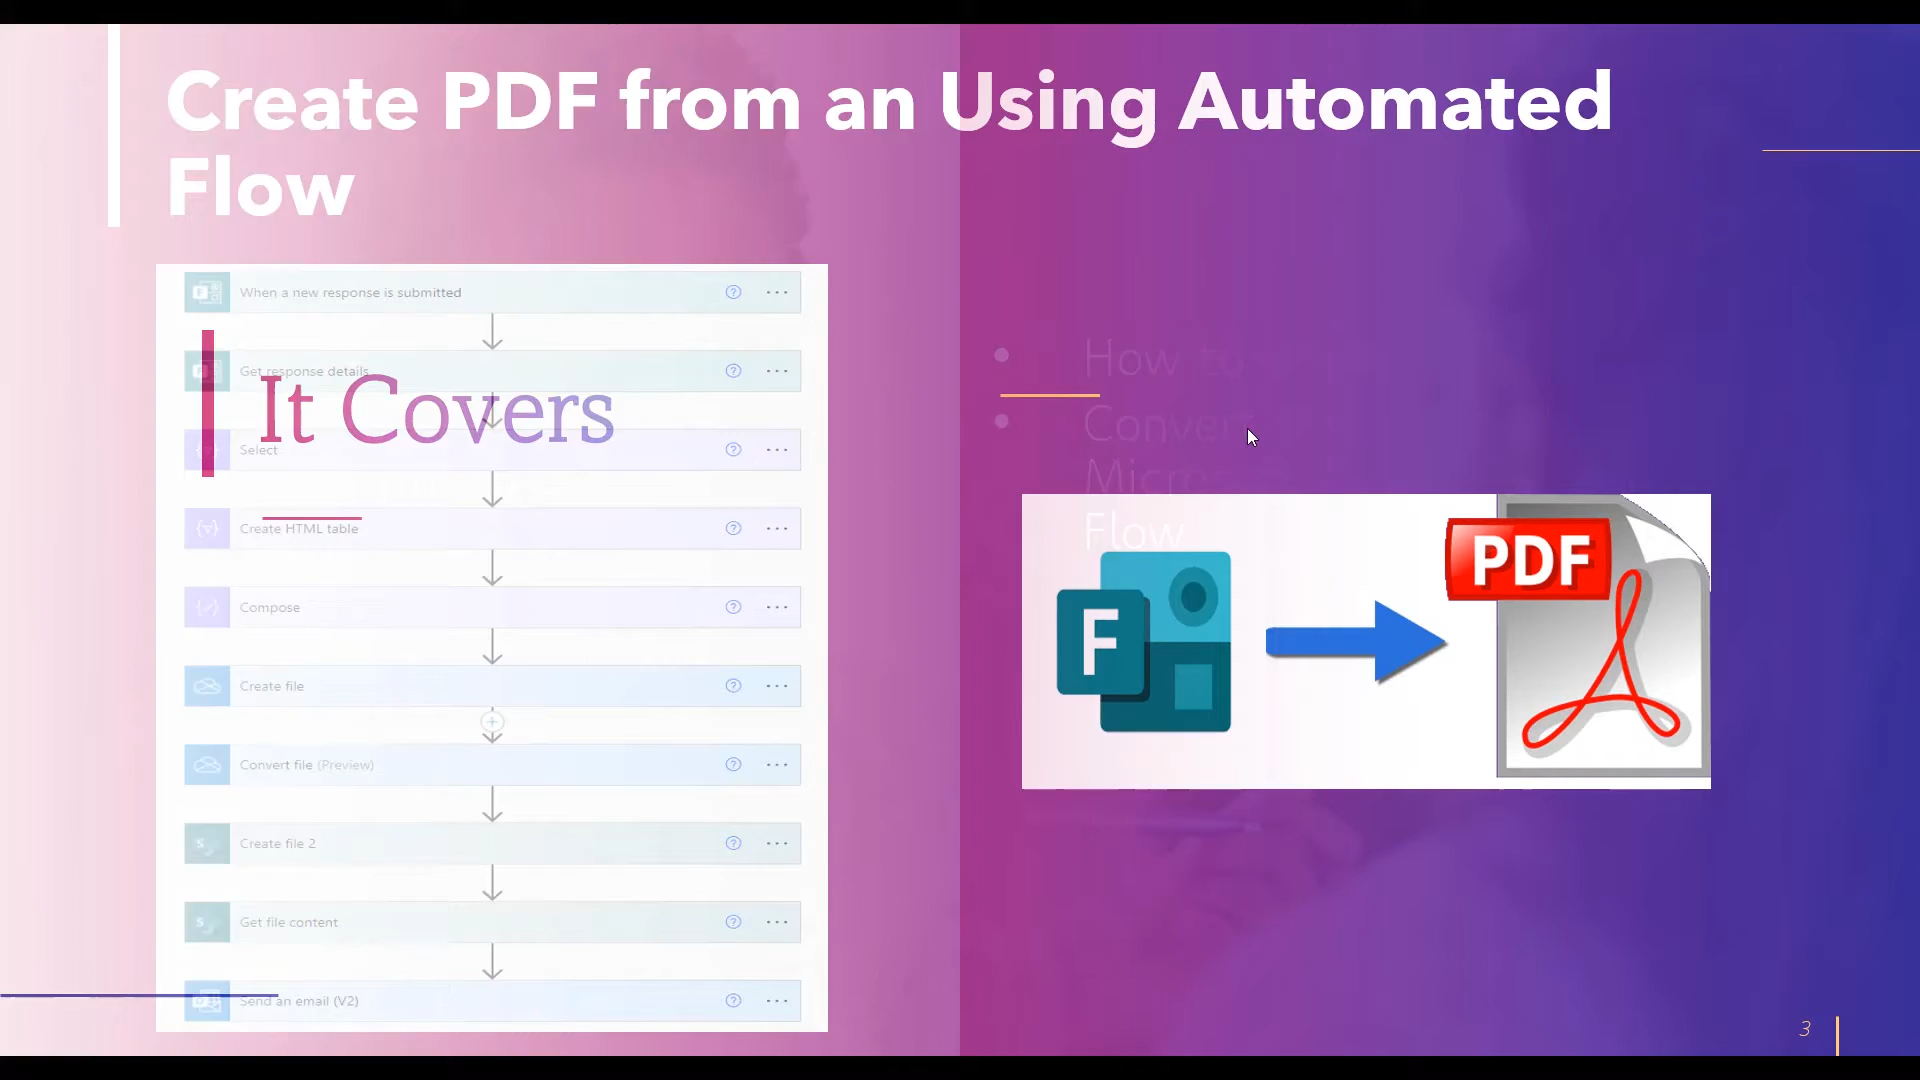 Create PDF from an Using Automated
Flow
When a new response is submitted
Get response details
It Covers
Select
Create HTML table
Compose
Create file
Convert file (Preview)
Create file 2
Get file content
Send an email (V2)
How to
Convert
Flow
F
PDF
3